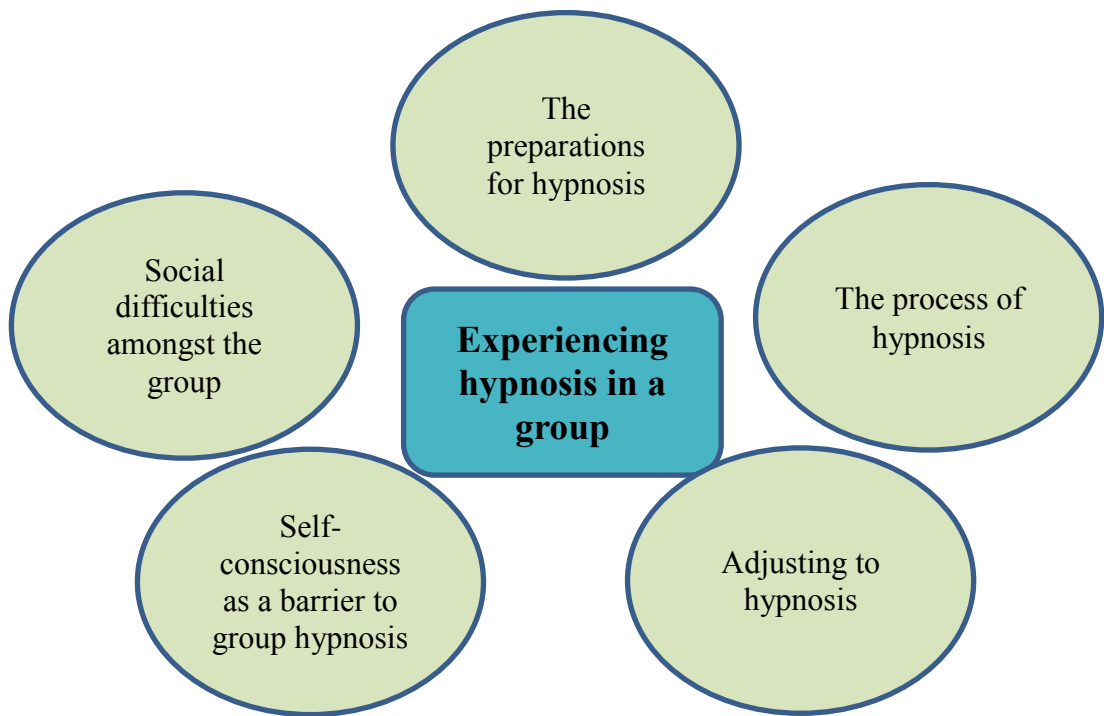 The
preparations
for hypnosis
Social
difficulties
amongst the
group
Experiencing
hypnosis in a
group
The process of
hypnosis
Self-
consciousness
as a barrier to
group hypnosis
Adjusting to
hypnosis